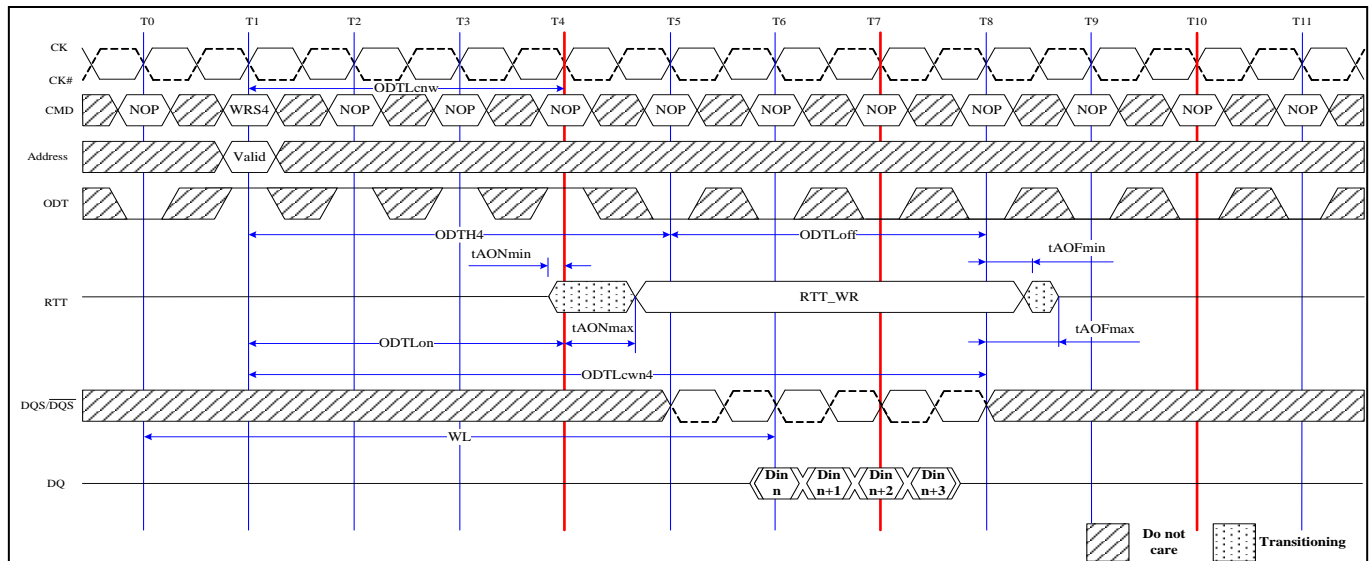 T0 T1 T2 T3 T4 T5 T6 T7 T8 T9 T10 T11
CK
CK#
ODTLcnw
CMD NOP WRS4 NOP NOP NOP NOP NOP NOP NOP NOP NOP NOP
Address Valid
ODT
ODTH4 ODTLoff
tAONmin tAOFmin
RTT RTT_WR
tAONmax tAOFmax
ODTLon
ODTLcwn4
DQS/DQS
WL
DQ Din n Din n+1 Din n+2 Din n+3
Do not care Transitioning